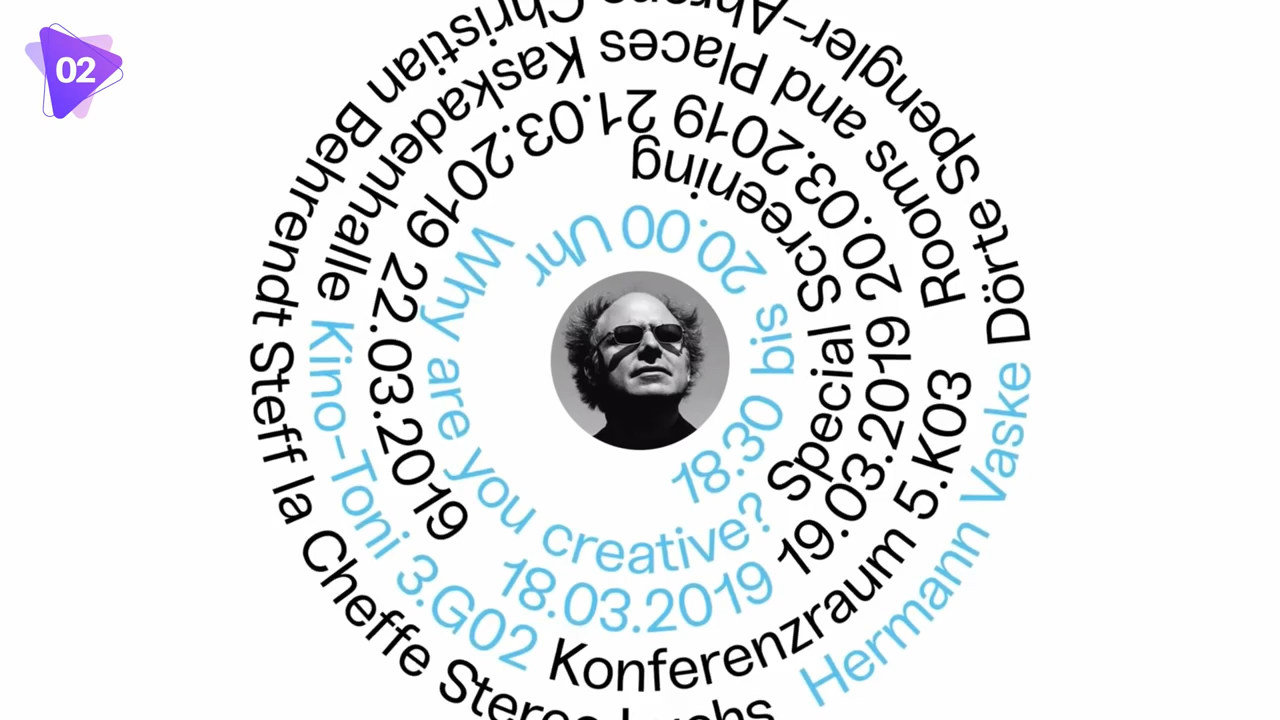 02
18.30 bis 20.00 Uhr
Why are you creative? Special Screening
18.03.2019 19.03.2019 20.03.2019 21.03.2019 22.03.2019
Kino-Toni 3.G02 Konferenzraum 5.K03 Rooms and Places Kaskadenhalle
Hermann Vaske Dörte Spengler-Ahrens Christian Behrendt Steff la Cheffe Stereo Luchs